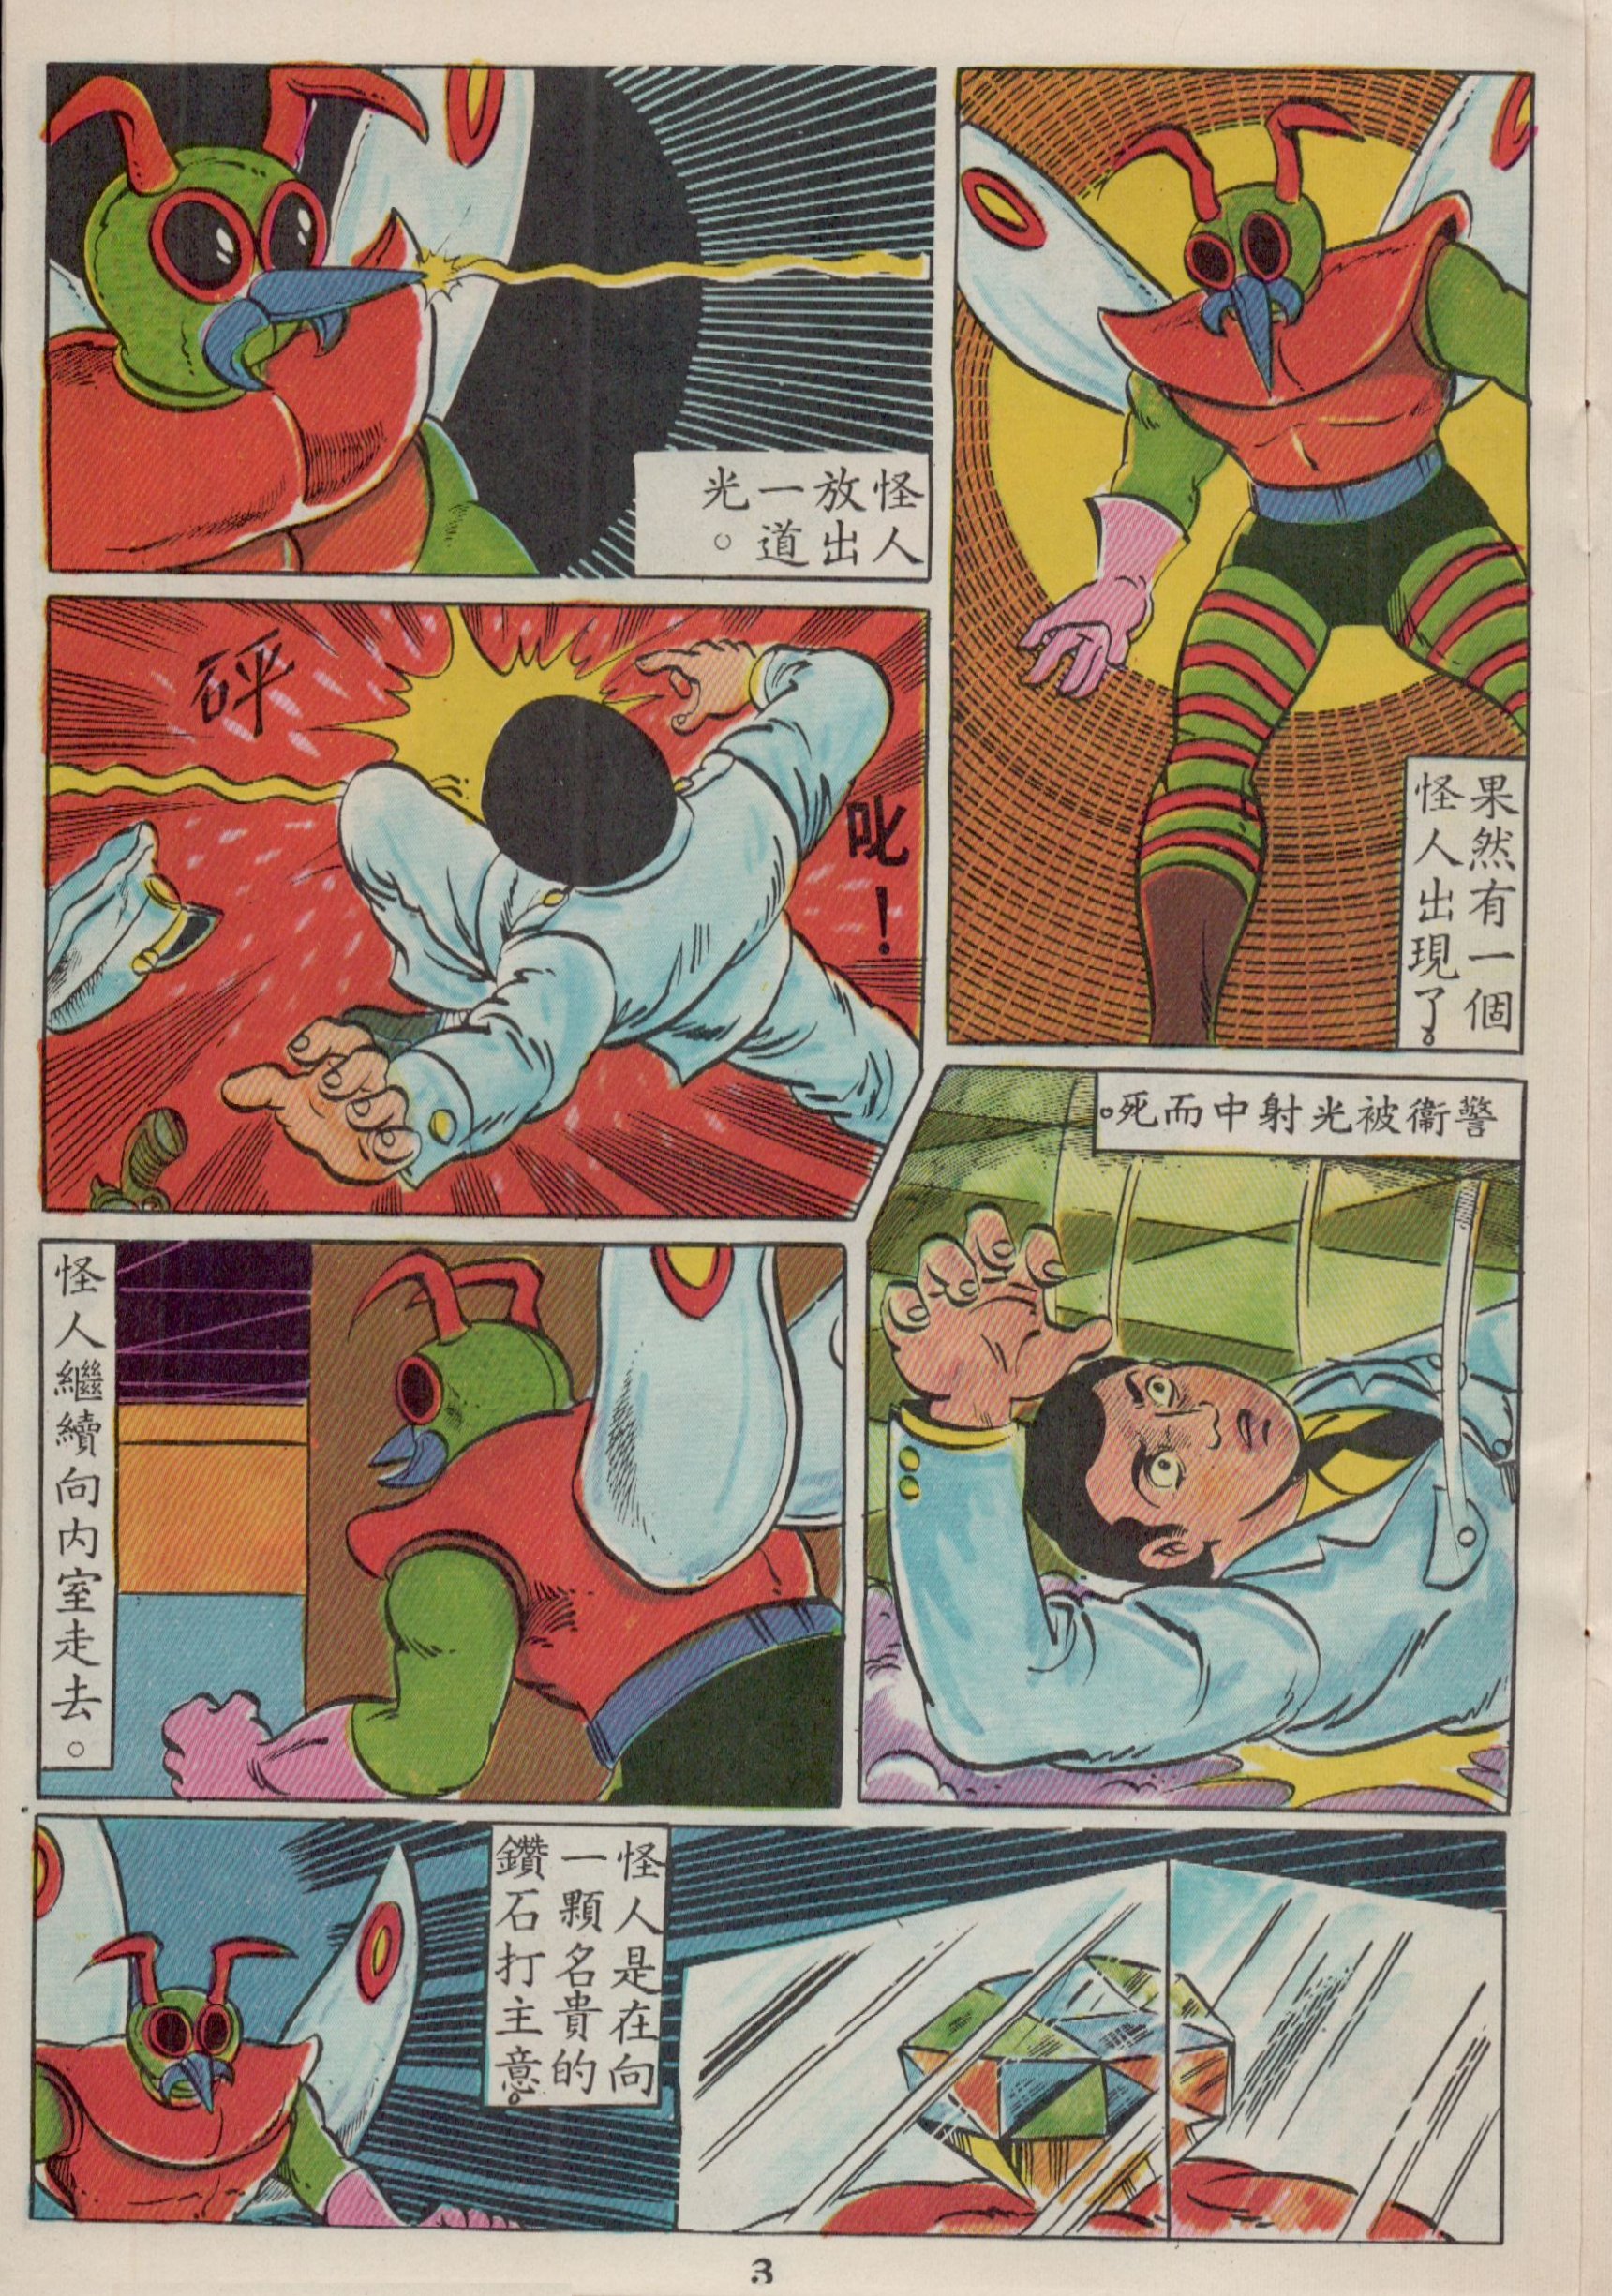 果然有一個
怪人出現了。
怪人
放出
一道
光。
砰
叱！
警衞被光射中而死。
怪人繼續向內室走去。
怪人是在向
一顆名貴的
鑽石打主意。
3